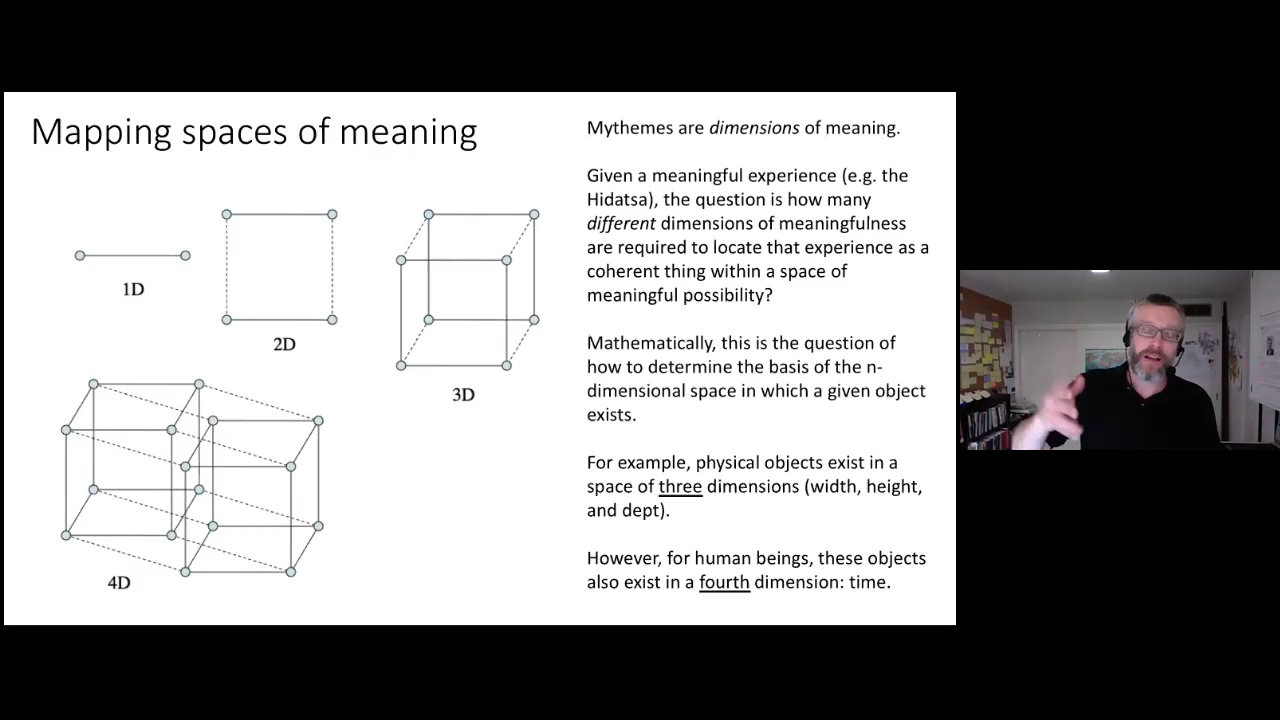 Mapping spaces of meaning
1D
2D
3D
4D
Mythemes are dimensions of meaning.
Given a meaningful experience (e.g. the
Hidatsa), the question is how many
different dimensions of meaningfulness
are required to locate that experience as a
coherent thing within a space of
meaningful possibility?
Mathematically, this is the question of
how to determine the basis of the n-
dimensional space in which a given object
exists.
For example, physical objects exist in a
space of three dimensions (width, height,
and dept).
However, for human beings, these objects
also exist in a fourth dimension: time.